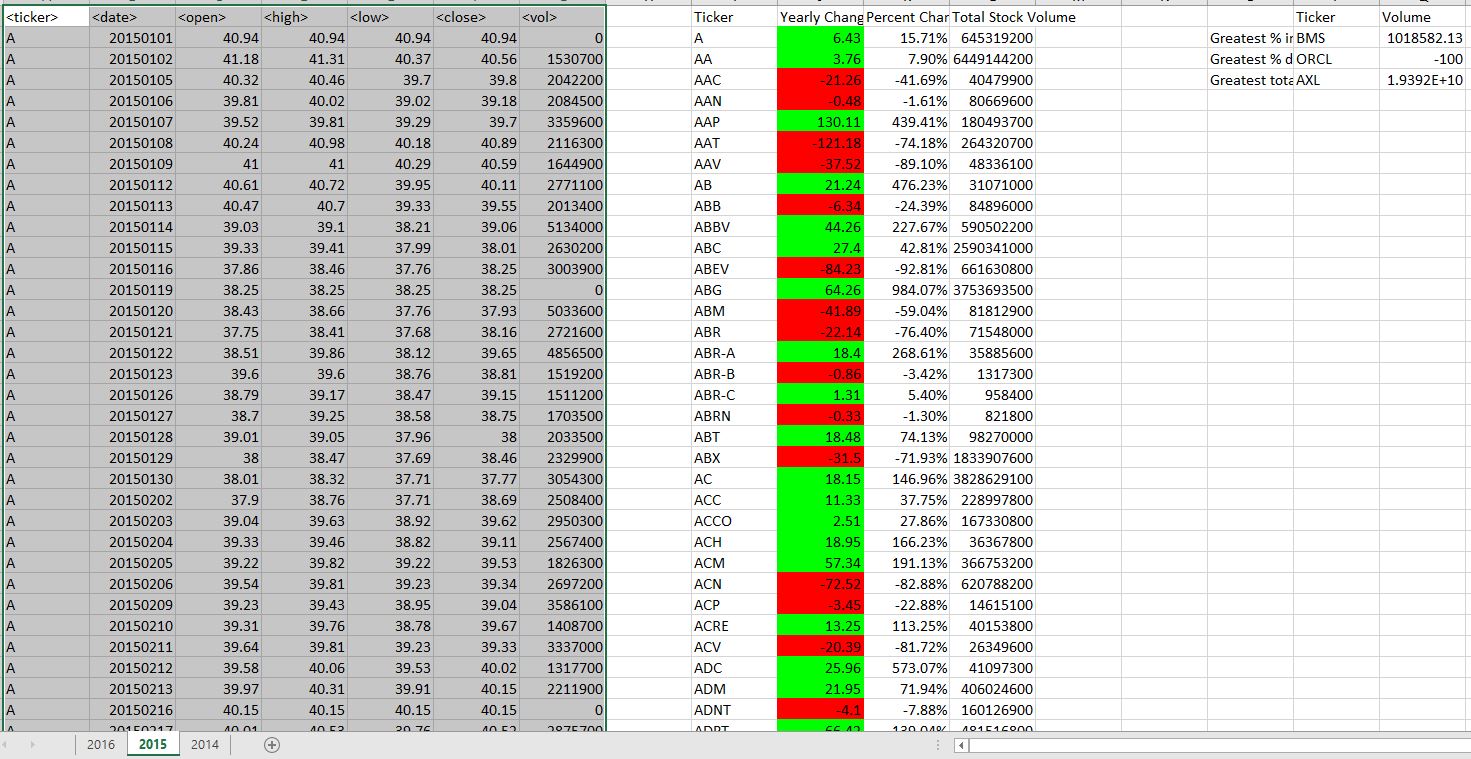 <ticker> <date> <open> <high> <low> <close> <vol> Ticker Yearly Chang Percent Char Total Stock Volume Ticker Volume
A 20150101 40.94 40.94 40.94 40.94 0 A 6.43 15.71% 645319200 Greatest % ir BMS 1018582.13
A 20150102 41.18 41.31 40.37 40.56 1530700 AA 3.76 7.90% 6449144200 Greatest % d ORCL -100
A 20150105 40.32 40.46 39.7 39.8 2042200 AAC -21.26 -41.69% 40479900 Greatest tota AXL 1.9392E+10
A 20150106 39.81 40.02 39.02 39.18 2084500 AAN -0.48 -1.61% 80669600
A 20150107 39.52 39.81 39.29 39.7 3359600 AAP 130.11 439.41% 180493700
A 20150108 40.24 40.98 40.18 40.89 2116300 AAT -121.18 -74.18% 264320700
A 20150109 41 41 40.29 40.59 1644900 AAV -37.52 -89.10% 48336100
A 20150112 40.61 40.72 39.95 40.11 2771100 AB 21.24 476.23% 31071000
A 20150113 40.47 40.7 39.33 39.55 2013400 ABB -6.34 -24.39% 84896000
A 20150114 39.03 39.1 38.21 39.06 5134000 ABBV 44.26 227.67% 590502200
A 20150115 39.33 39.41 37.99 38.01 2630200 ABC 27.4 42.81% 2590341000
A 20150116 37.86 38.46 37.76 38.25 3003900 ABEV -84.23 -92.81% 661630800
A 20150119 38.25 38.25 38.25 38.25 0 ABG 64.26 984.07% 3753693500
A 20150120 38.43 38.66 37.76 37.93 5033600 ABM -41.89 -59.04% 81812900
A 20150121 37.75 38.41 37.68 38.16 2721600 ABR -22.14 -76.40% 71548000
A 20150122 38.51 39.86 38.12 39.65 4856500 ABR-A 18.4 268.61% 35885600
A 20150123 39.6 39.6 38.76 38.81 1519200 ABR-B -0.86 -3.42% 1317300
A 20150126 38.79 39.17 38.47 39.15 1511200 ABR-C 1.31 5.40% 958400
A 20150127 38.7 39.25 38.58 38.75 1703500 ABRN -0.33 -1.30% 821800
A 20150128 39.01 39.05 37.96 38 2033500 ABT 18.48 74.13% 98270000
A 20150129 38 38.47 37.69 38.46 2329900 ABX -31.5 -71.93% 1833907600
A 20150130 38.01 38.32 37.71 37.77 3054300 AC 18.15 146.96% 3828629100
A 20150202 37.9 38.76 37.71 38.69 2508400 ACC 11.33 37.75% 228997800
A 20150203 39.04 39.63 38.92 39.62 2950300 ACCO 2.51 27.86% 167330800
A 20150204 39.33 39.46 38.82 39.11 2567400 ACH 18.95 166.23% 36367800
A 20150205 39.22 39.82 39.22 39.53 1826300 ACM 57.34 191.13% 366753200
A 20150206 39.54 39.81 39.23 39.34 2697200 ACN -72.52 -82.88% 620788200
A 20150209 39.23 39.43 38.95 39.04 3586100 ACP -3.45 -22.88% 14615100
A 20150210 39.31 39.76 38.78 39.67 1408700 ACRE 13.25 113.25% 40153800
A 20150211 39.64 39.81 39.23 39.33 3337000 ACV -20.39 -81.72% 26349600
A 20150212 39.58 40.06 39.53 40.02 1317700 ADC 25.96 573.07% 41097300
A 20150213 39.97 40.31 39.91 40.15 2211900 ADM 21.95 71.94% 406024600
A 20150216 40.15 40.15 40.15 40.15 0 ADNT -4.1 -7.88% 160126900
A 20150217 40.01 40.53 39.76 40.52 2875700 ADPT 66.42 139.04% 481516800
2016 2015 2014